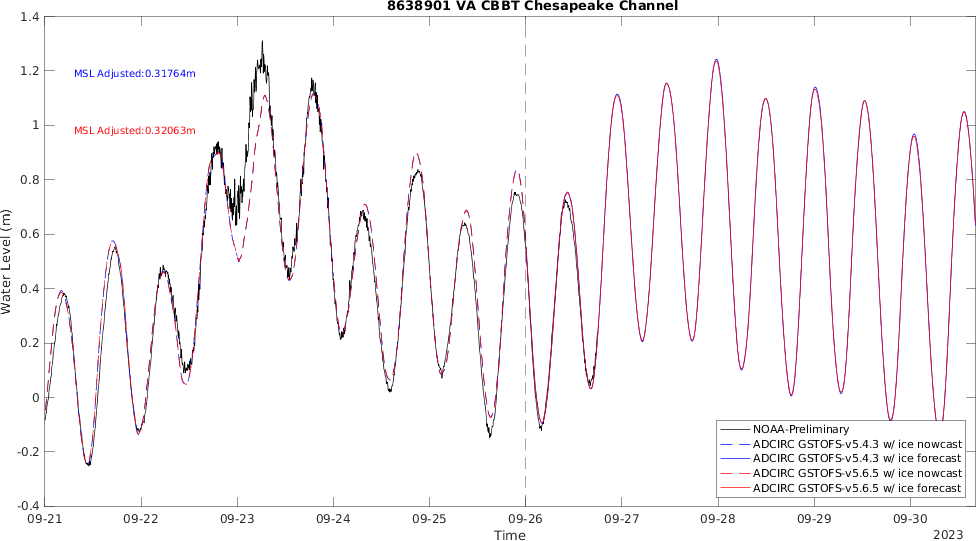 8638901 VA CBBT Chesapeake Channel
1.4
1.2
1
0.8
0.6
0.4
0.2
0
-0.2
-0.4
Water Level (m)
MSL Adjusted:0.31764m
MSL Adjusted:0.32063m
NOAA-Preliminary
ADCIRC GSTOFS-v5.4.3 w/ ice nowcast
ADCIRC GSTOFS-v5.4.3 w/ ice forecast
ADCIRC GSTOFS-v5.6.5 w/ ice nowcast
ADCIRC GSTOFS-v5.6.5 w/ ice forecast
09-21 09-22 09-23 09-24 09-25 09-26 09-27 09-28 09-29 09-30
Time
2023